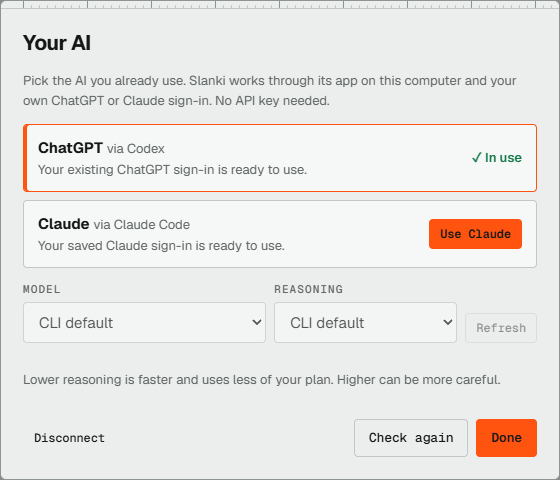 Your AI
Pick the AI you already use. Slanki works through its app on this computer and your
own ChatGPT or Claude sign-in. No API key needed.
ChatGPT via Codex
Your existing ChatGPT sign-in is ready to use.
✓ In use
Claude via Claude Code
Your saved Claude sign-in is ready to use.
Use Claude
MODEL
REASONING
CLI default
CLI default
Refresh
Lower reasoning is faster and uses less of your plan. Higher can be more careful.
Disconnect
Check again
Done